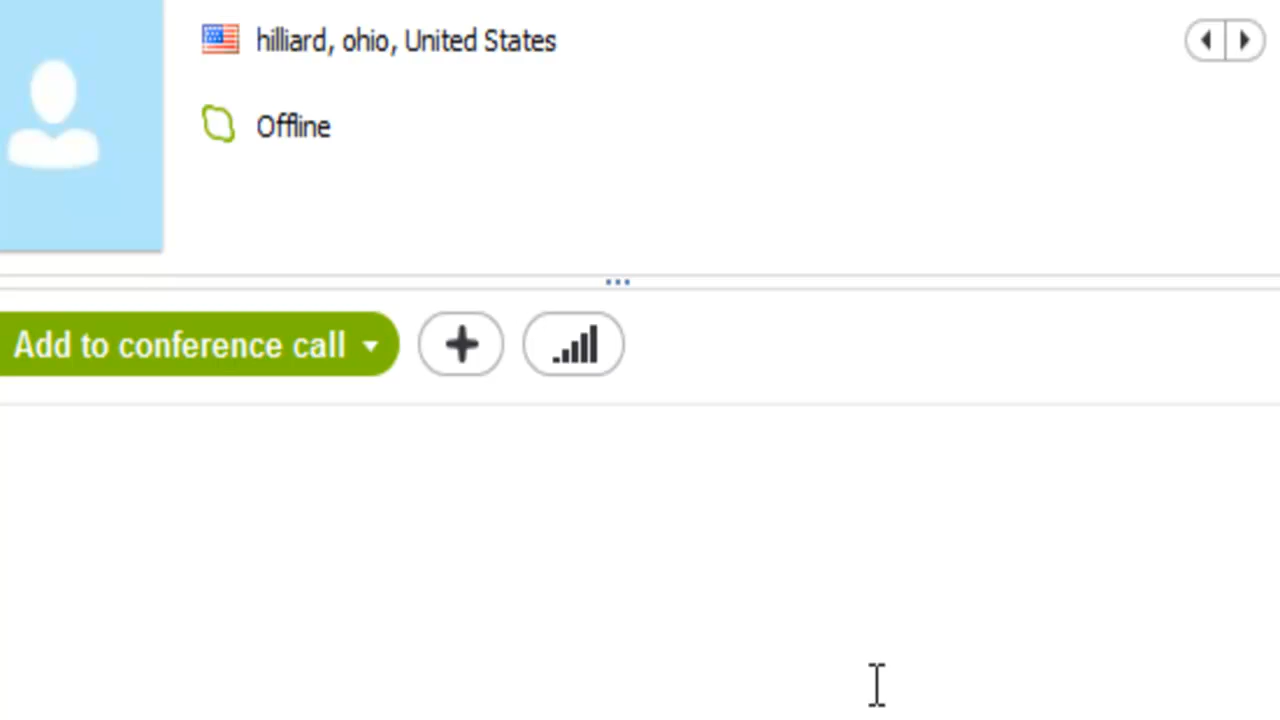 hilliard, ohio, United States
Offline
Add to conference call